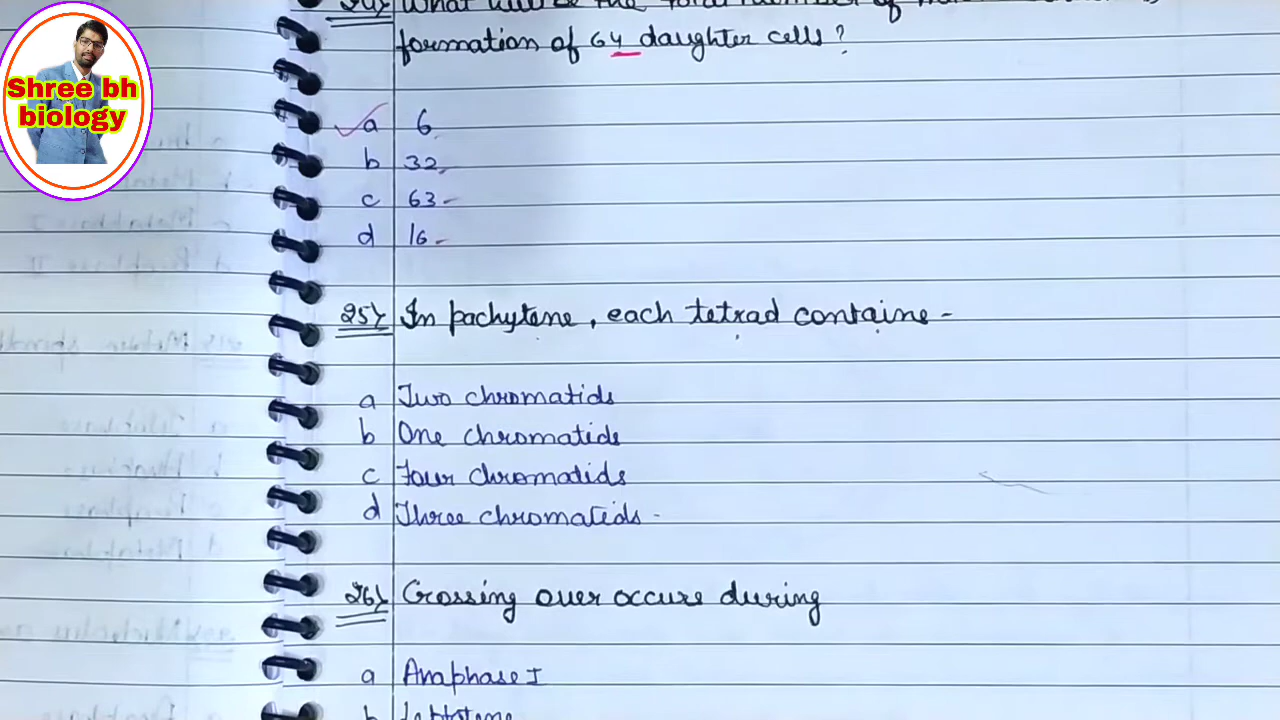 Shree bh
biology
formation of 64 daughter cells?
a 6
b 32
c 63
d 16
25) In pachytene, each tetrad contains -
a Two chromatids
b One chromatids
c Four chromatids
d Three chromatids
26) Crossing over occurs during
a Anaphase I